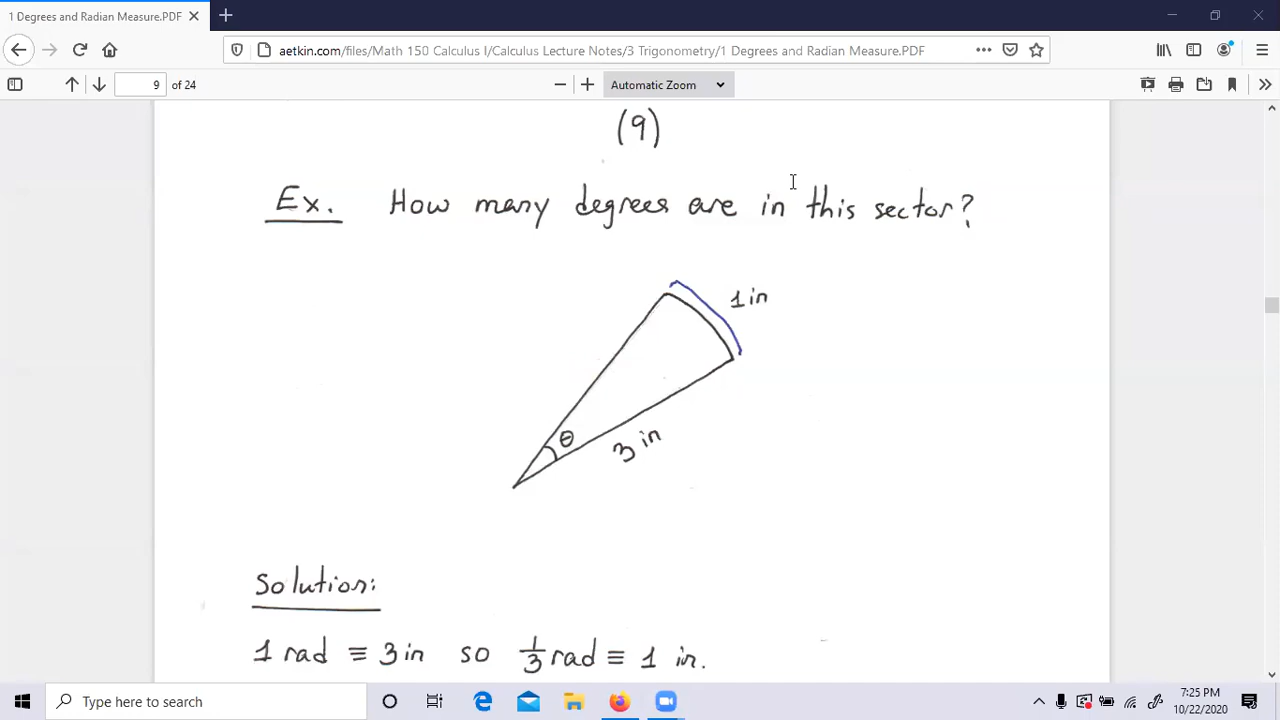 1 Degrees and Radian Measure.PDF
aetkin.com/files/Math 150 Calculus I/Calculus Lecture Notes/3 Trigonometry/1 Degrees and Radian Measure.PDF
9 of 24
Automatic Zoom
(9)
Ex. How many degrees are in this sector?
1 in
θ
3 in
Solution:
1 rad ≡ 3 in so 1/3 rad ≡ 1 in.
Type here to search
7:25 PM
10/22/2020